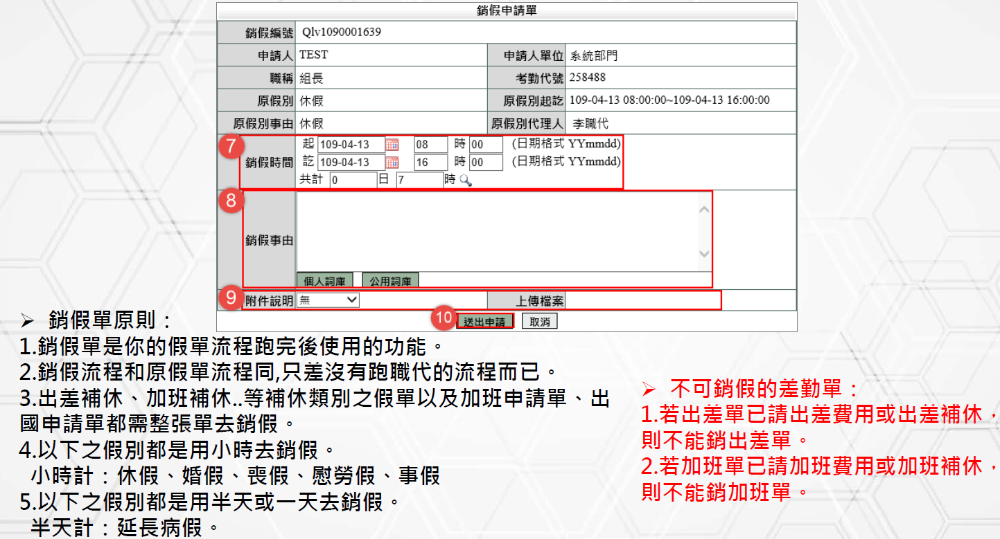 銷假申請單
銷假編號 Qlv1090001639
申請人 TEST 申請人單位 系統部門
職稱 組長 考勤代號 258488
原假別 休假 原假別起訖 109-04-13 08:00:00~109-04-13 16:00:00
原假別事由 休假 原假別代理人 李職代
7 銷假時間 起 109-04-13 08 時 00 (日期格式 YYmmdd)
訖 109-04-13 16 時 00 (日期格式 YYmmdd)
共計 0 日 7 時
8 銷假事由
個人詞庫 公用詞庫
9 附件說明 無 上傳檔案
10 送出申請 取消
➢ 銷假單原則：
1.銷假單是你的假單流程跑完後使用的功能。
2.銷假流程和原假單流程同,只差沒有跑職代的流程而已。
3.出差補休、加班補休..等補休類別之假單以及加班申請單、出
國申請單都需整張單去銷假。
4.以下之假別都是用小時去銷假。
小時計：休假、婚假、喪假、慰勞假、事假
5.以下之假別都是用半天或一天去銷假。
半天計：延長病假。
➢ 不可銷假的差勤單：
1.若出差單已請出差費用或出差補休，
則不能銷出差單。
2.若加班單已請加班費用或加班補休，
則不能銷加班單。